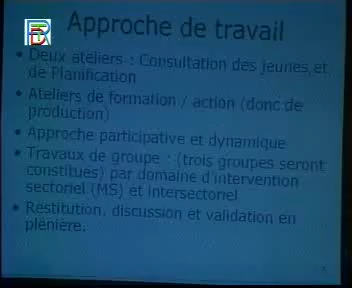 Approche de travail
• Deux ateliers : Consultation des jeunes et
de Planification
• Ateliers de formation / action (donc de
production)
• Approche participative et dynamique
• Travaux de groupe : (trois groupes seront
constitués) par domaine d'intervention
sectoriel (MS) et intersectoriel
• Restitution, discussion et validation en
plénière.